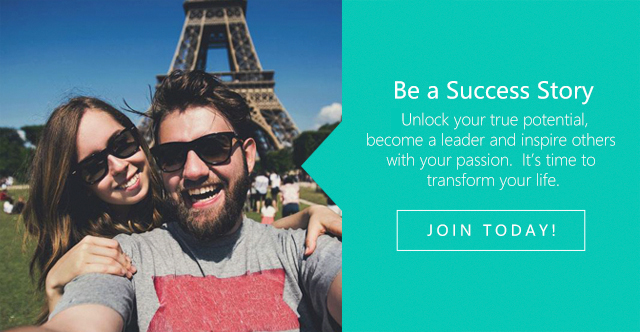 Be a Success Story
Unlock your true potential,
become a leader and inspire others
with your passion.  It's time to
transform your life.
JOIN TODAY!